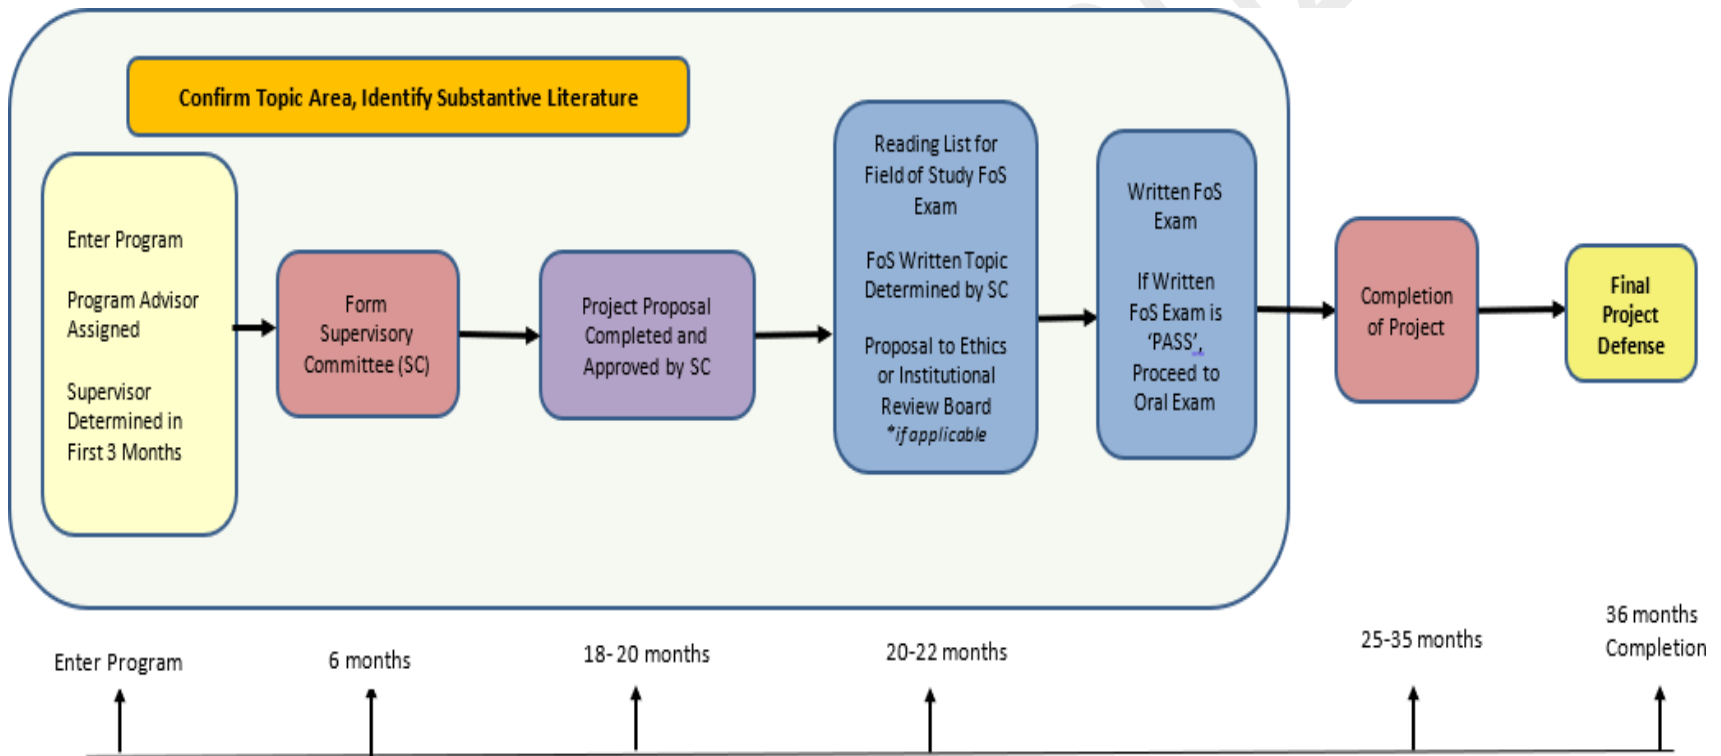 Confirm Topic Area, Identify Substantive Literature
Enter Program
Program Advisor
Assigned
Supervisor
Determined in
First 3 Months
Form
Supervisory
Committee (SC)
Project Proposal
Completed and
Approved by SC
Reading List for
Field of Study FoS
Exam
FoS Written Topic
Determined by SC
Proposal to Ethics
or Institutional
Review Board
*if applicable
Written FoS
Exam
If Written
FoS Exam is
‘PASS’,
Proceed to
Oral Exam
Completion
of Project
Final
Project
Defense
Enter Program
6 months
18-20 months
20-22 months
25-35 months
36 months
Completion